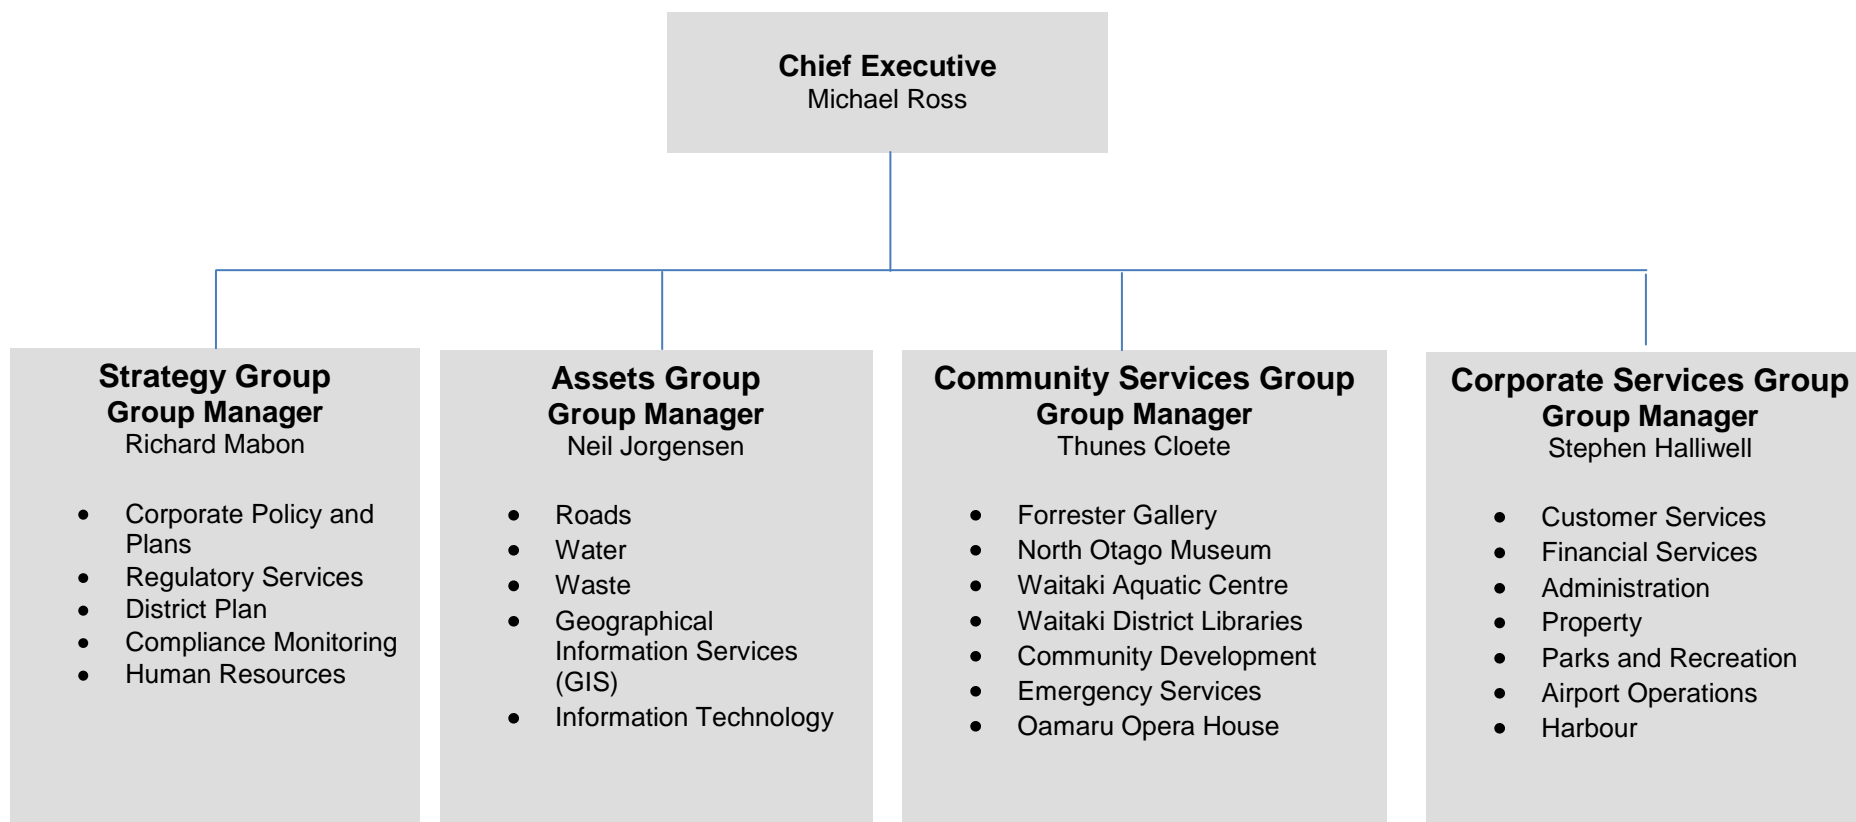 Chief Executive
Michael Ross
Strategy Group
Group Manager
Richard Mabon
• Corporate Policy and
Plans
• Regulatory Services
• District Plan
• Compliance Monitoring
• Human Resources
Assets Group
Group Manager
Neil Jorgensen
• Roads
• Water
• Waste
• Geographical
Information Services
(GIS)
• Information Technology
Community Services Group
Group Manager
Thunes Cloete
• Forrester Gallery
• North Otago Museum
• Waitaki Aquatic Centre
• Waitaki District Libraries
• Community Development
• Emergency Services
• Oamaru Opera House
Corporate Services Group
Group Manager
Stephen Halliwell
• Customer Services
• Financial Services
• Administration
• Property
• Parks and Recreation
• Airport Operations
• Harbour